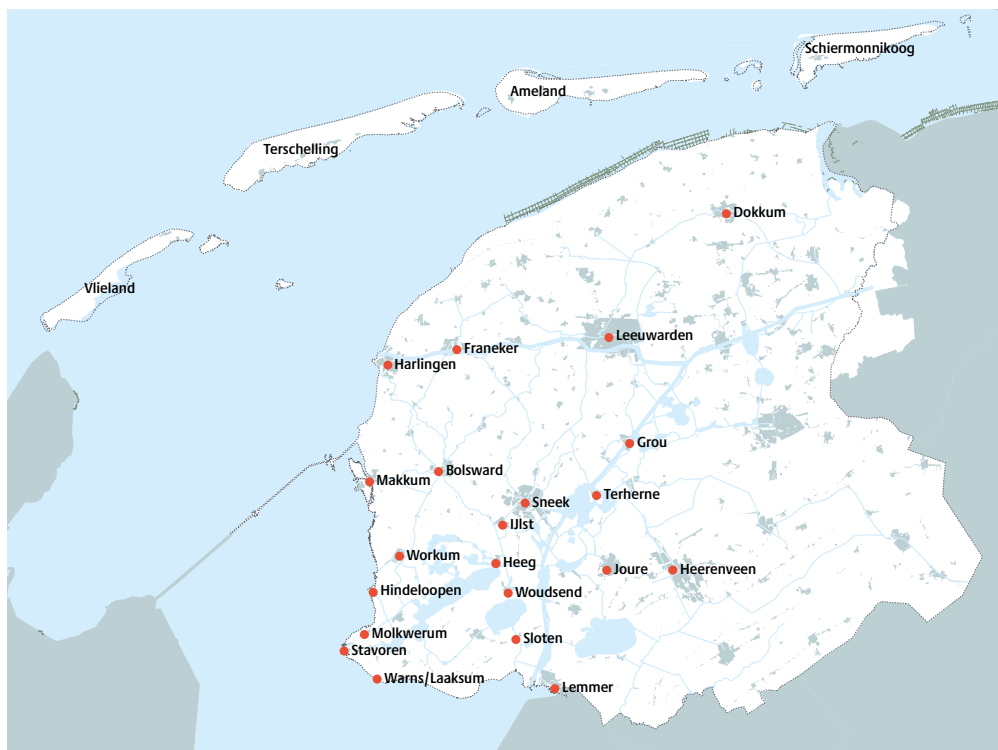 Schiermonnikoog
Ameland
Terschelling
Dokkum
Vlieland
Leeuwarden
Franeker
Harlingen
Grou
Bolsward
Makkum
Terherne
Sneek
IJlst
Workum
Heeg
Joure
Heerenveen
Hindeloopen
Woudsend
Molkwerum
Sloten
Stavoren
Warns/Laaksum
Lemmer